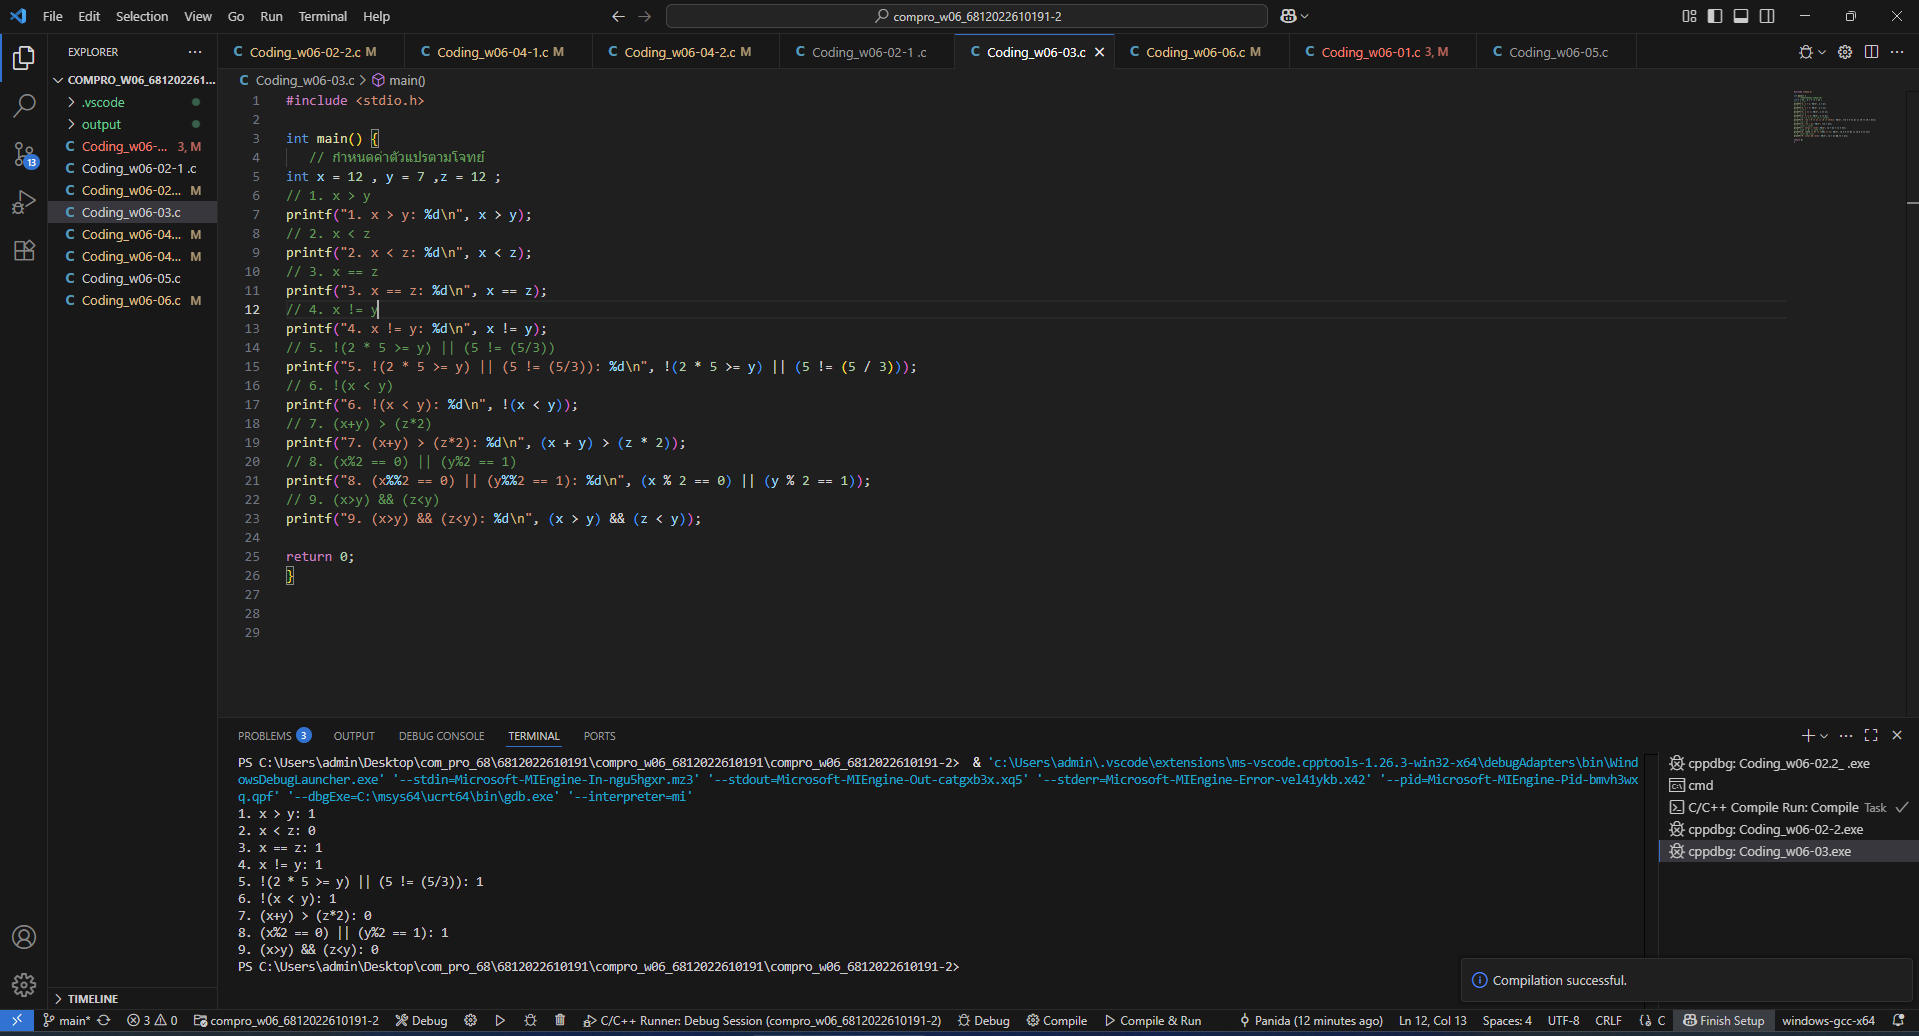 File Edit Selection View Go Run Terminal Help
compro_w06_6812022610191-2
EXPLORER
COMPRO_W06_681202261...
.vscode
output
C Coding_w06-... 3, M
C Coding_w06-02-1 .c
C Coding_w06-02... M
C Coding_w06-03.c
C Coding_w06-04... M
C Coding_w06-04... M
C Coding_w06-05.c
C Coding_w06-06.c M
13
TIMELINE
C Coding_w06-02-2.c M
C Coding_w06-04-1.c M
C Coding_w06-04-2.c M
C Coding_w06-02-1 .c
C Coding_w06-03.c
C Coding_w06-06.c M
C Coding_w06-01.c 3, M
C Coding_w06-05.c
C Coding_w06-03.c > main()
1 #include <stdio.h>
2
3 int main() {
4 // กำหนดค่าตัวแปรตามโจทย์
5 int x = 12 , y = 7 ,z = 12 ;
6 // 1. x > y
7 printf("1. x > y: %d\n", x > y);
8 // 2. x < z
9 printf("2. x < z: %d\n", x < z);
10 // 3. x == z
11 printf("3. x == z: %d\n", x == z);
12 // 4. x != y
13 printf("4. x != y: %d\n", x != y);
14 // 5. !(2 * 5 >= y) || (5 != (5/3))
15 printf("5. !(2 * 5 >= y) || (5 != (5/3)): %d\n", !(2 * 5 >= y) || (5 != (5 / 3)));
16 // 6. !(x < y)
17 printf("6. !(x < y): %d\n", !(x < y));
18 // 7. (x+y) > (z*2)
19 printf("7. (x+y) > (z*2): %d\n", (x + y) > (z * 2));
20 // 8. (x%2 == 0) || (y%2 == 1)
21 printf("8. (x%%2 == 0) || (y%%2 == 1): %d\n", (x % 2 == 0) || (y % 2 == 1));
22 // 9. (x>y) && (z<y)
23 printf("9. (x>y) && (z<y): %d\n", (x > y) && (z < y));
24
25 return 0;
26 }
27
28
29
PROBLEMS 3 OUTPUT DEBUG CONSOLE TERMINAL PORTS
PS C:\Users\admin\Desktop\com_pro_68\6812022610191\compro_w06_6812022610191\compro_w06_6812022610191-2> & 'c:\Users\admin\.vscode\extensions\ms-vscode.cpptools-1.26.3-win32-x64\debugAdapters\bin\Wind
owsDebugLauncher.exe' '--stdin=Microsoft-MIEngine-In-ngu5hgxr.mz3' '--stdout=Microsoft-MIEngine-Out-catgxb3x.xq5' '--stderr=Microsoft-MIEngine-Error-vel41ykb.x42' '--pid=Microsoft-MIEngine-Pid-bmvh3wx
q.qpf' '--dbgExe=C:\msys64\ucrt64\bin\gdb.exe' '--interpreter=mi'
1. x > y: 1
2. x < z: 0
3. x == z: 1
4. x != y: 1
5. !(2 * 5 >= y) || (5 != (5/3)): 1
6. !(x < y): 1
7. (x+y) > (z*2): 0
8. (x%2 == 0) || (y%2 == 1): 1
9. (x>y) && (z<y): 0
PS C:\Users\admin\Desktop\com_pro_68\6812022610191\compro_w06_6812022610191\compro_w06_6812022610191-2>
cppdbg: Coding_w06-02.2_ .exe
cmd
C/C++ Compile Run: Compile Task
cppdbg: Coding_w06-02-2.exe
cppdbg: Coding_w06-03.exe
Compilation successful.
main* 3 0 compro_w06_6812022610191-2 Debug C/C++ Runner: Debug Session (compro_w06_6812022610191-2) Debug Compile Compile & Run Panida (12 minutes ago) Ln 12, Col 13 Spaces: 4 UTF-8 CRLF {} C Finish Setup windows-gcc-x64